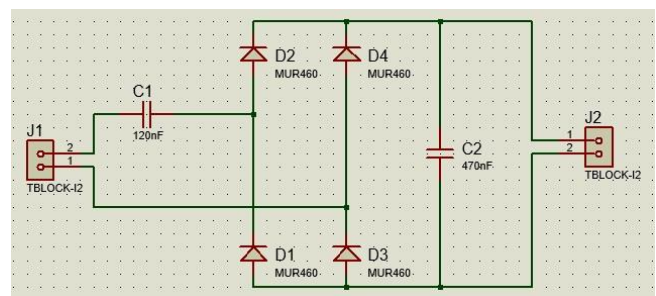 D2
MUR460
D4
MUR460
C1
120nF
J1
2
1
TBLOCK-I2
C2
470nF
J2
1
2
TBLOCK-I2
D1
MUR460
D3
MUR460